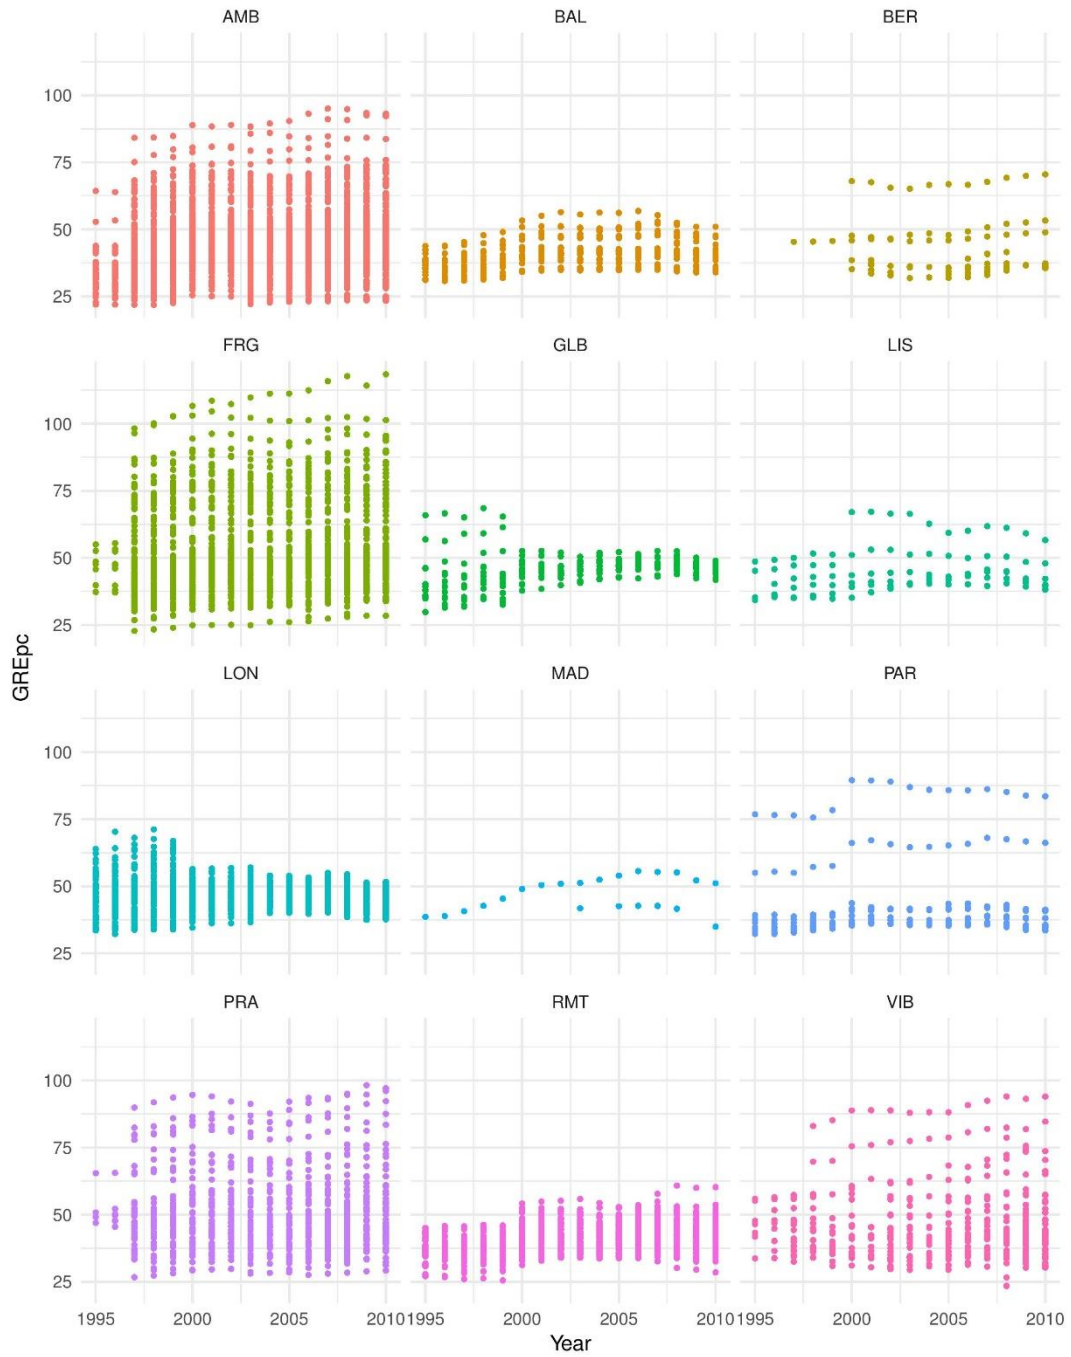 AMB BAL BER
100
75
50
25
FRG GLB LIS
100
75
50
25
GREpc
LON MAD PAR
100
75
50
25
PRA RMT VIB
100
75
50
25
1995 2000 2005 2010 1995 2000 2005 2010 1995 2000 2005 2010
Year